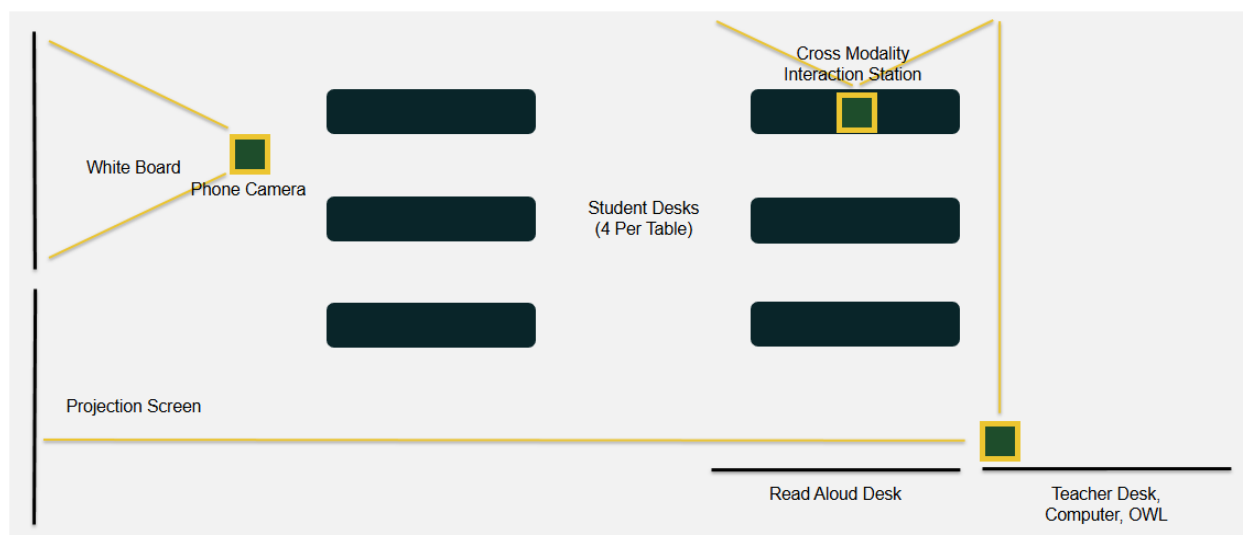 Cross Modality
Interaction Station
White Board
Phone Camera
Student Desks
(4 Per Table)
Projection Screen
Read Aloud Desk
Teacher Desk,
Computer, OWL